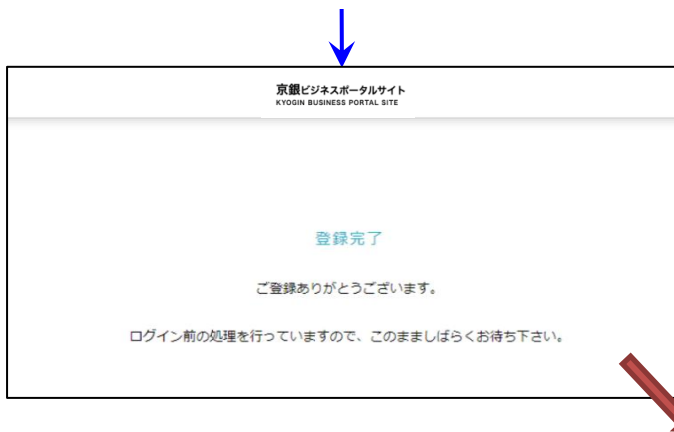 京銀ビジネスポータルサイト
KYOGIN BUSINESS PORTAL SITE
登録完了
ご登録ありがとうございます。
ログイン前の処理を行っていますので、このまましばらくお待ち下さい。